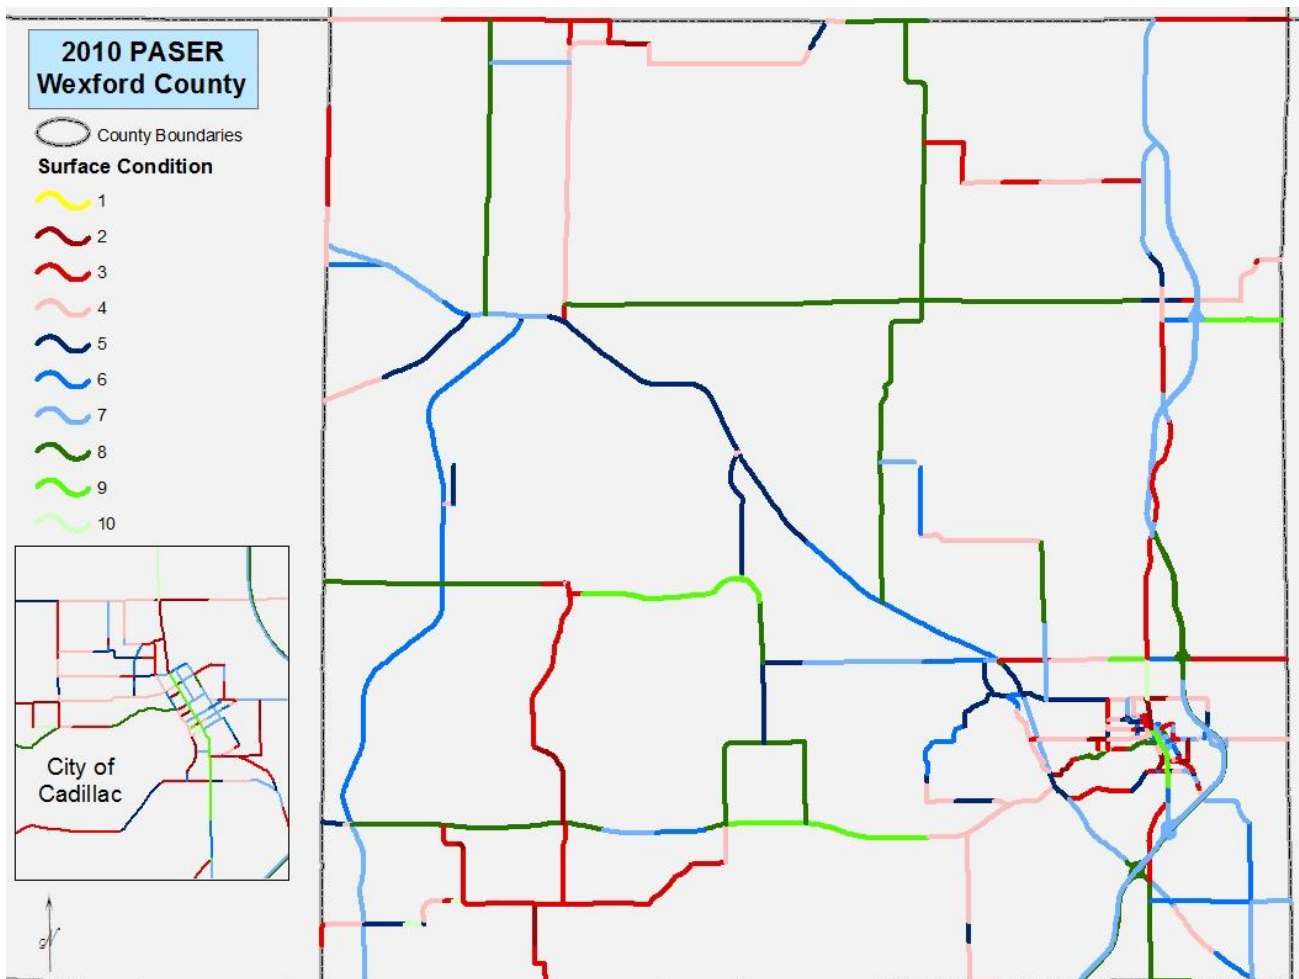 2010 PASER
Wexford County
County Boundaries
Surface Condition
1
2
3
4
5
6
7
8
9
10
City of
Cadillac
N